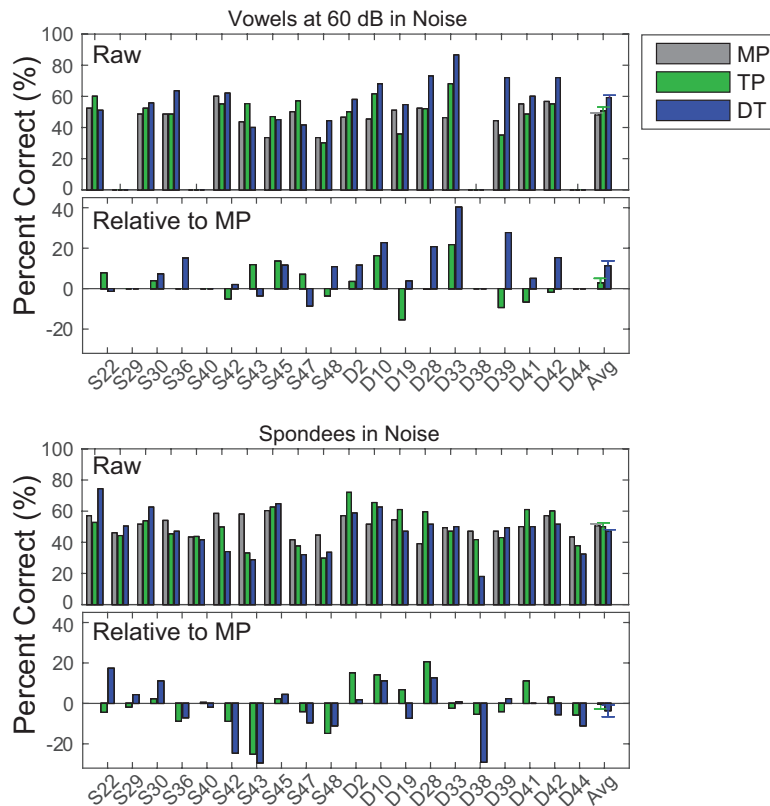 Vowels at 60 dB in Noise
Percent Correct (%)
100
80
60
40
20
0
Raw
40
20
0
-20
Relative to MP
S22 S29 S30 S36 S40 S42 S43 S45 S47 S48 D2 D10 D19 D28 D33 D38 D39 D41 D42 D44 Avg
MP
TP
DT
Spondees in Noise
Percent Correct (%)
100
80
60
40
20
0
Raw
40
20
0
-20
Relative to MP
S22 S29 S30 S36 S40 S42 S43 S45 S47 S48 D2 D10 D19 D28 D33 D38 D39 D41 D42 D44 Avg